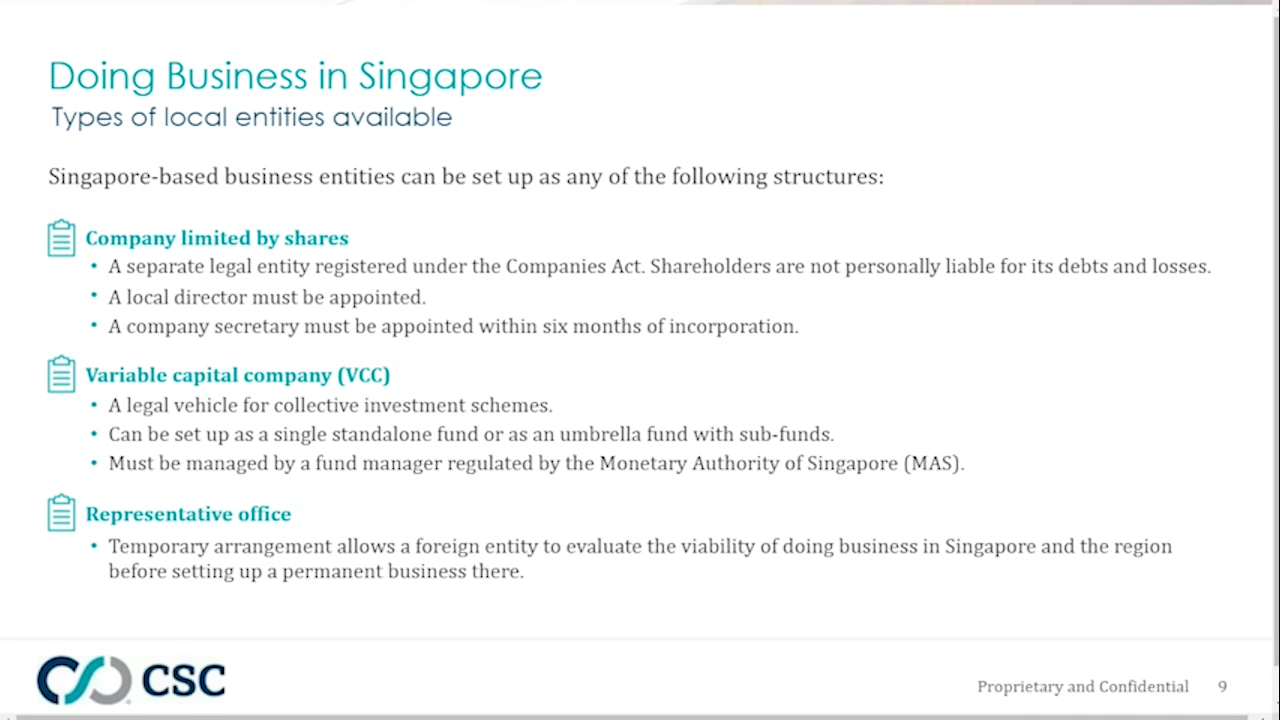 Doing Business in Singapore
Types of local entities available
Singapore-based business entities can be set up as any of the following structures:
Company limited by shares
• A separate legal entity registered under the Companies Act. Shareholders are not personally liable for its debts and losses.
• A local director must be appointed.
• A company secretary must be appointed within six months of incorporation.
Variable capital company (VCC)
• A legal vehicle for collective investment schemes.
• Can be set up as a single standalone fund or as an umbrella fund with sub-funds.
• Must be managed by a fund manager regulated by the Monetary Authority of Singapore (MAS).
Representative office
• Temporary arrangement allows a foreign entity to evaluate the viability of doing business in Singapore and the region
before setting up a permanent business there.
CSC
Proprietary and Confidential 9